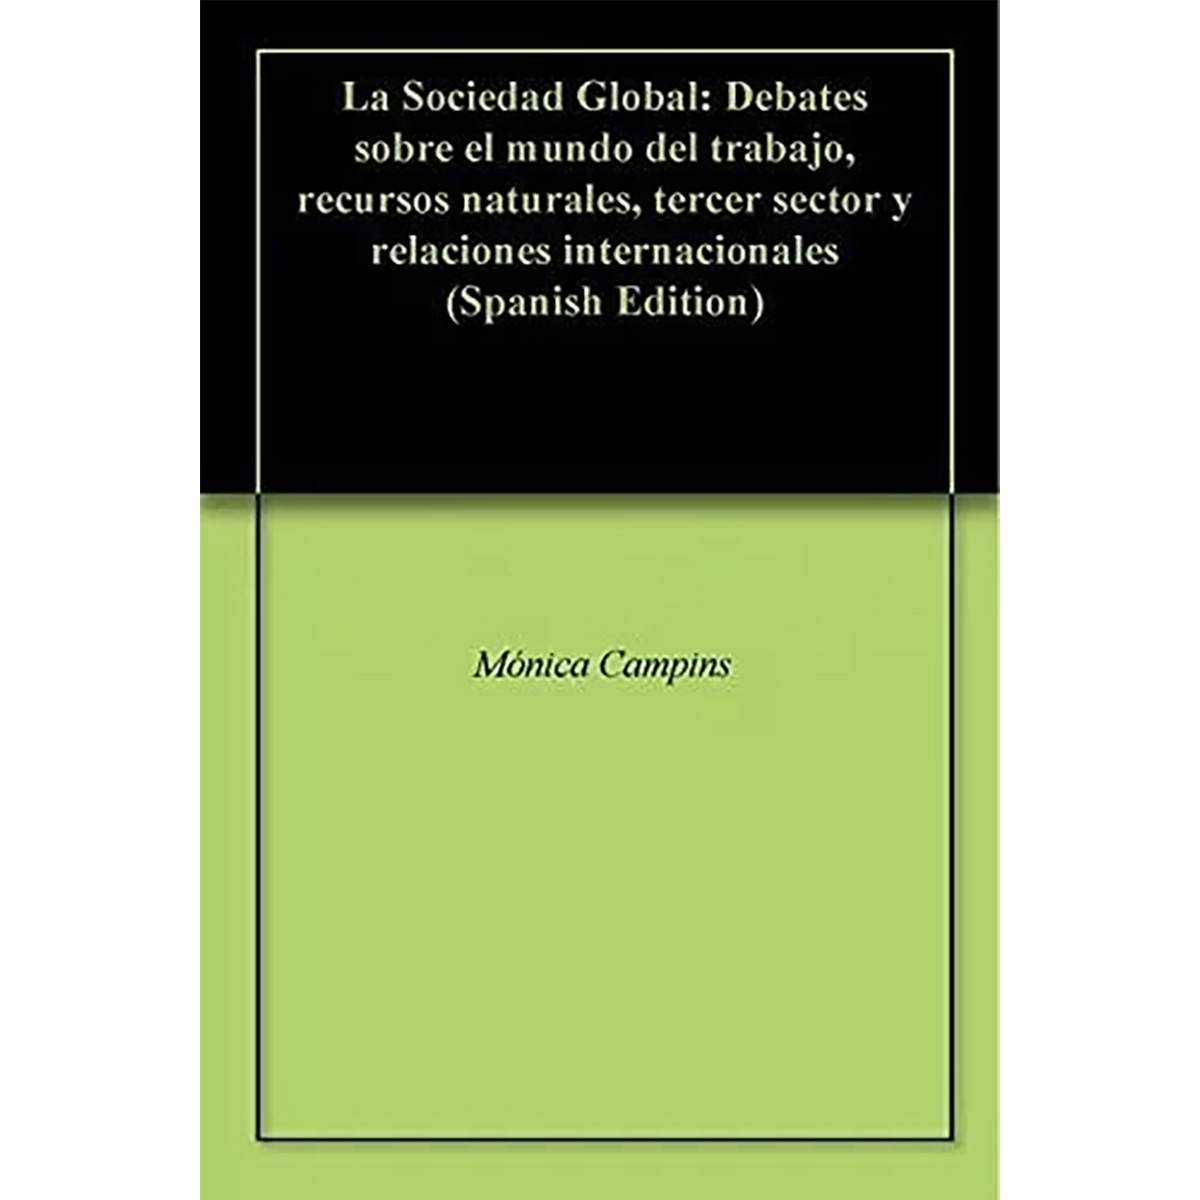 La Sociedad Global: Debates
sobre el mundo del trabajo,
recursos naturales, tercer sector y
relaciones internacionales
(Spanish Edition)
Mónica Campins